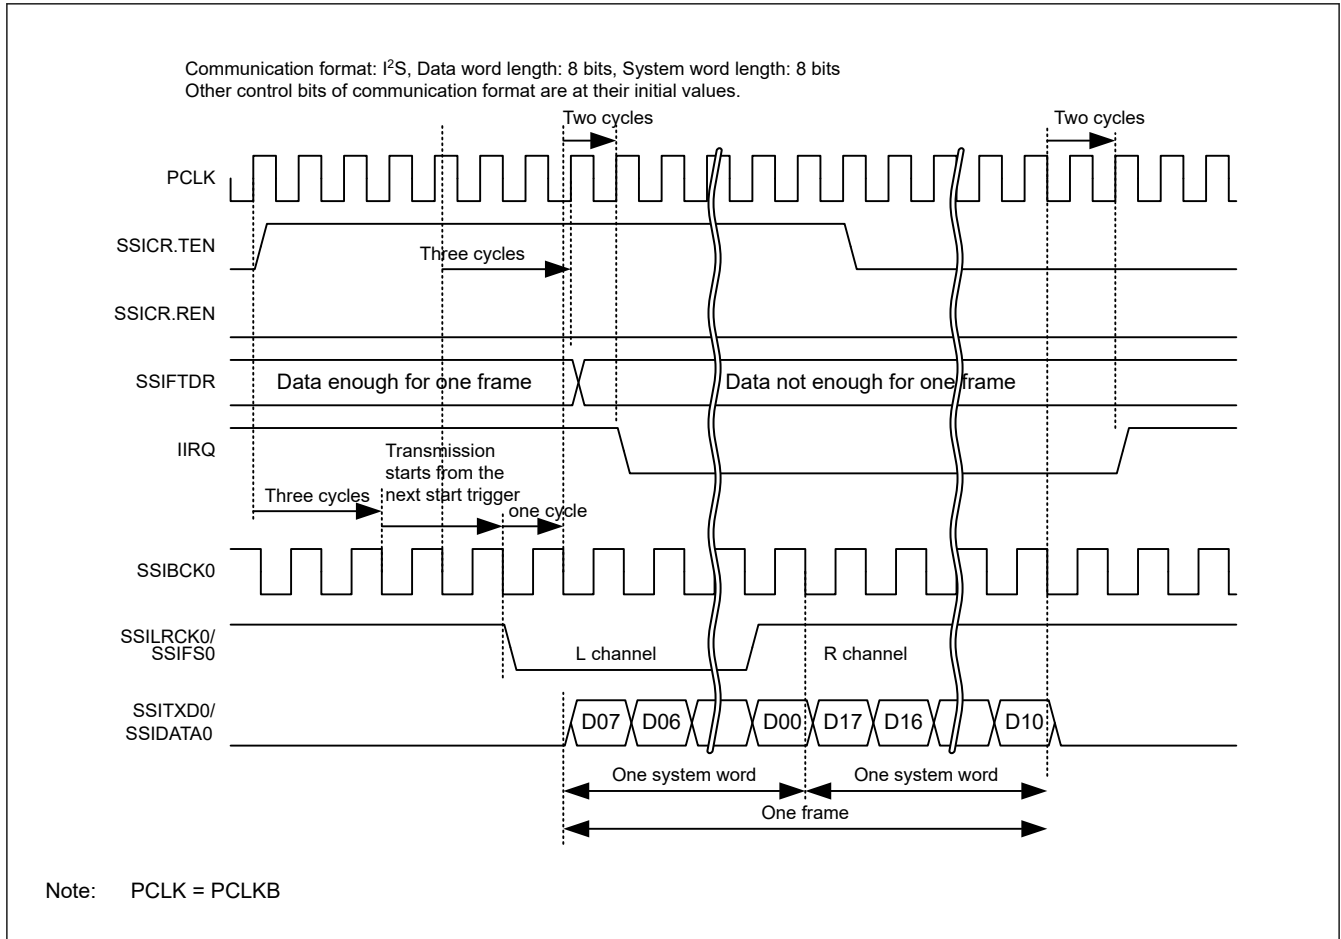 Communication format: I²S, Data word length: 8 bits, System word length: 8 bits
Other control bits of communication format are at their initial values.
Two cycles
Two cycles
PCLK
SSICR.TEN
Three cycles
SSICR.REN
SSIFTDR
Data enough for one frame
Data not enough for one frame
IIRQ
Transmission
starts from the
next start trigger
Three cycles
one cycle
SSIBCK0
SSILRCK0/
SSIFS0
L channel
R channel
SSITXD0/
SSIDATA0
D07
D06
D00
D17
D16
D10
One system word
One system word
One frame
Note: PCLK = PCLKB